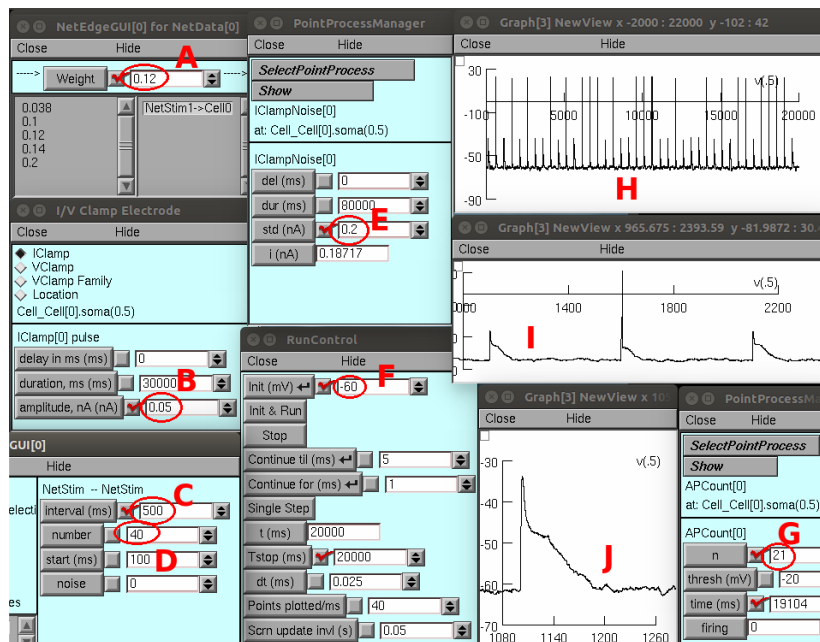 NetEdgeGUI[0] for NetData[0]
Close Hide
A
----> Weight 0.12 ---->
0.038
0.1
0.12
0.14
0.2
NetStim1->Cell0
I/V Clamp Electrode
Close Hide
IClamp
VClamp
VClamp Family
Location
Cell_Cell[0].soma(0.5)
IClamp[0] pulse
delay in ms (ms) 0
duration, ms (ms) 30000
B
amplitude, nA (nA) 0.05
GUI[0]
Hide
NetStim -- NetStim
C
interval (ms) 500
number 40
start (ms) 100
D
noise 0
es
PointProcessManager
Close Hide
SelectPointProcess
Show
IClampNoise[0]
at: Cell_Cell[0].soma(0.5)
IClampNoise[0]
del (ms) 0
dur (ms) 80000
E
std (nA) 0.2
i (nA) 0.18717
RunControl
Close Hide
F
Init (mV) -60
Init & Run
Stop
Continue til (ms) 5
Continue for (ms) 1
Single Step
t (ms) 20000
Tstop (ms) 20000
dt (ms) 0.025
Points plotted/ms 40
Scrn update invl (s) 0.05
Graph[3] NewView x -2000 : 22000 y -102 : 42
Close Hide
30
v(.5)
-100 5000 10000 15000 20000
-50
H
-90
Graph[3] NewView x 965.675 : 2393.59 y -81.9872 : 30.
Close Hide
v(.5)
000 1400 1800 2200
I
Graph[3] NewView x 105
Close Hide
-30
v(.5)
-40
-50
J
-60
-70
1080 1140 1200 1260
PointProcessMa
Close Hide
SelectPointProcess
Show
APCount[0]
at: Cell_Cell[0].soma(0.5)
APCount[0]
G
n 21
thresh (mV) -20
time (ms) 19104
firing 0